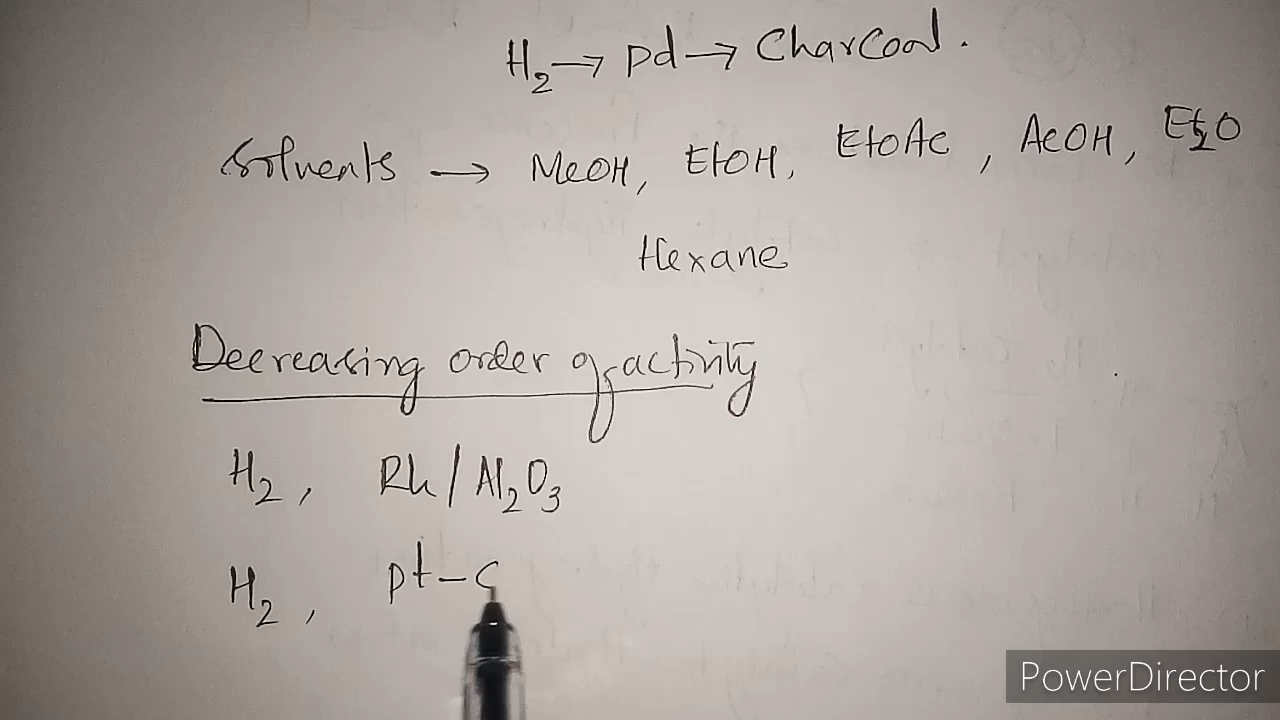 H₂ → Pd → Charcoal.
Solvents → MeOH, EtOH, EtoAc, AcOH, Et₂O
Hexane
Decreasing order of activity
H₂, Rh/Al₂O₃
H₂, Pt-C
PowerDirector